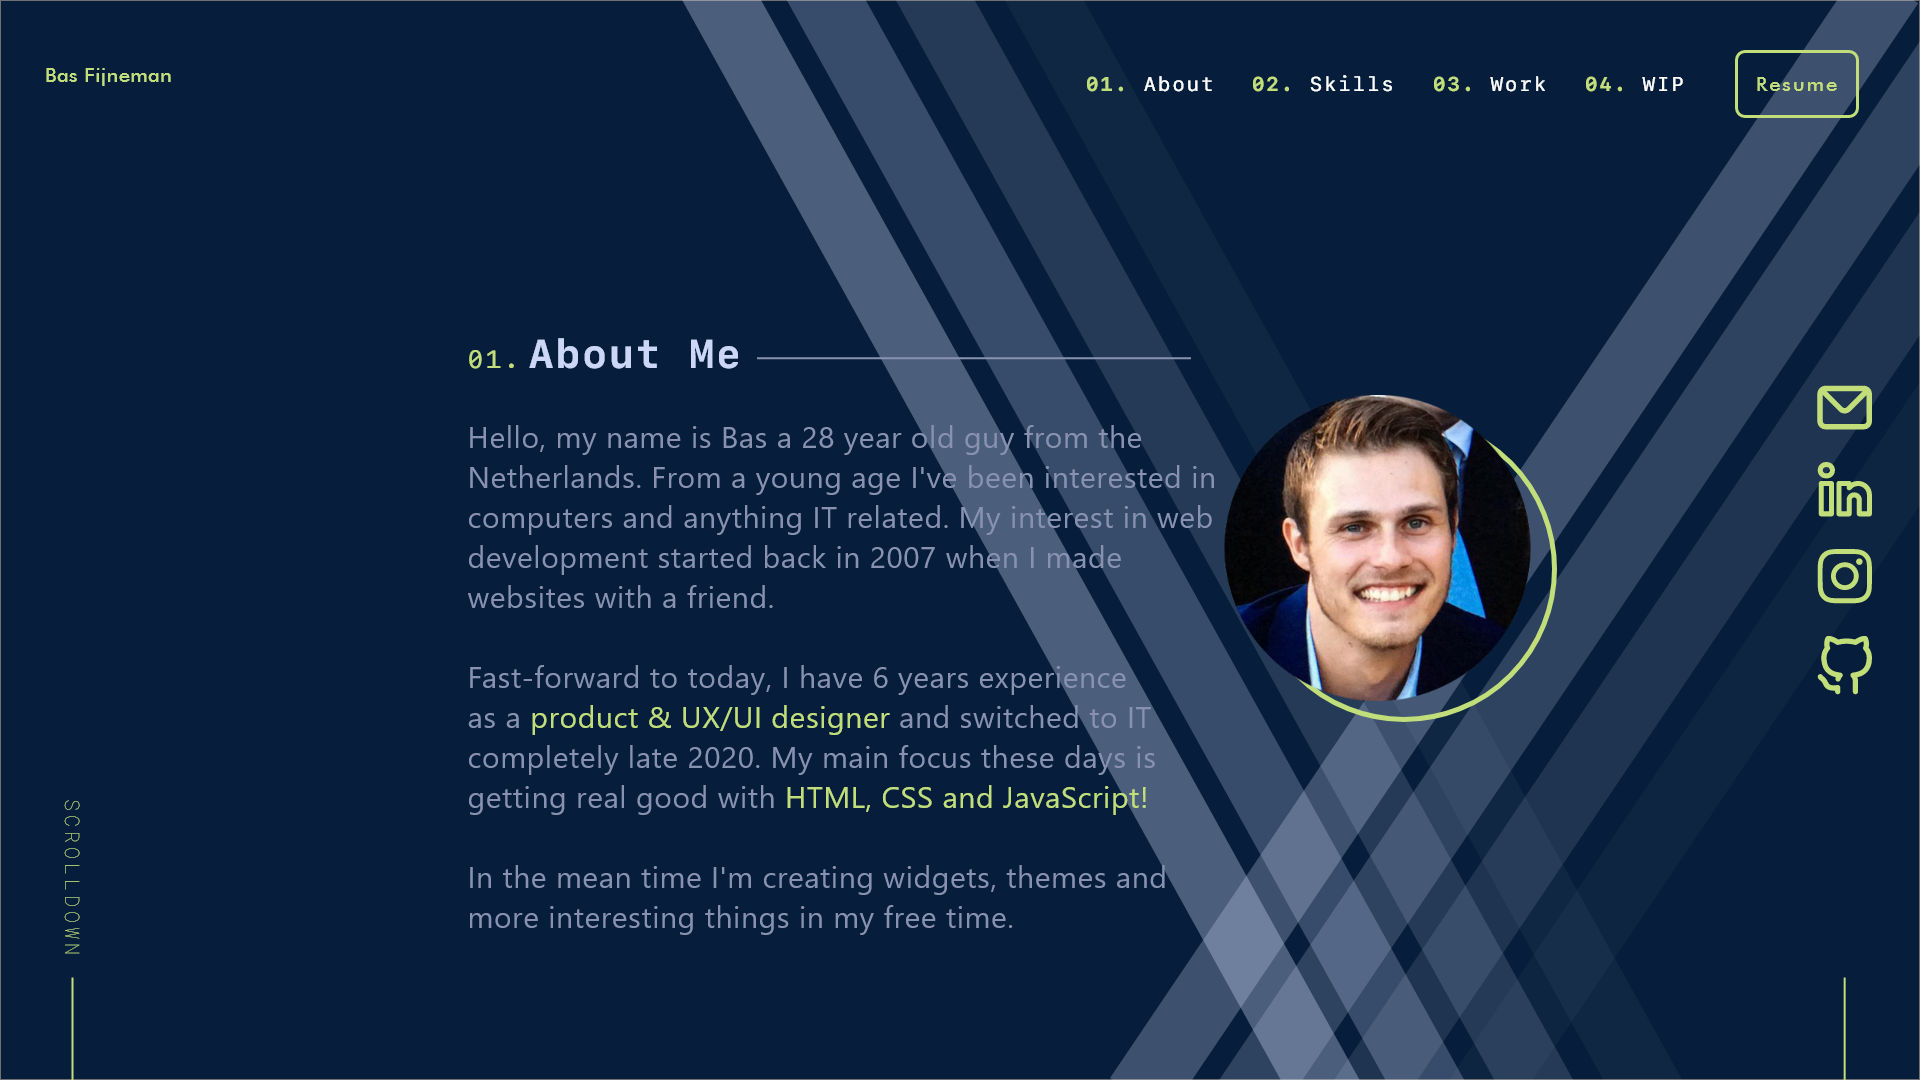 Bas Fijneman
01. About 02. Skills 03. Work 04. WIP Resume
01. About Me
Hello, my name is Bas a 28 year old guy from the
Netherlands. From a young age I've been interested in
computers and anything IT related. My interest in web
development started back in 2007 when I made
websites with a friend.
Fast-forward to today, I have 6 years experience
as a product & UX/UI designer and switched to IT
completely late 2020. My main focus these days is
getting real good with HTML, CSS and JavaScript!
In the mean time I'm creating widgets, themes and
more interesting things in my free time.
SCROLLDOWN
in